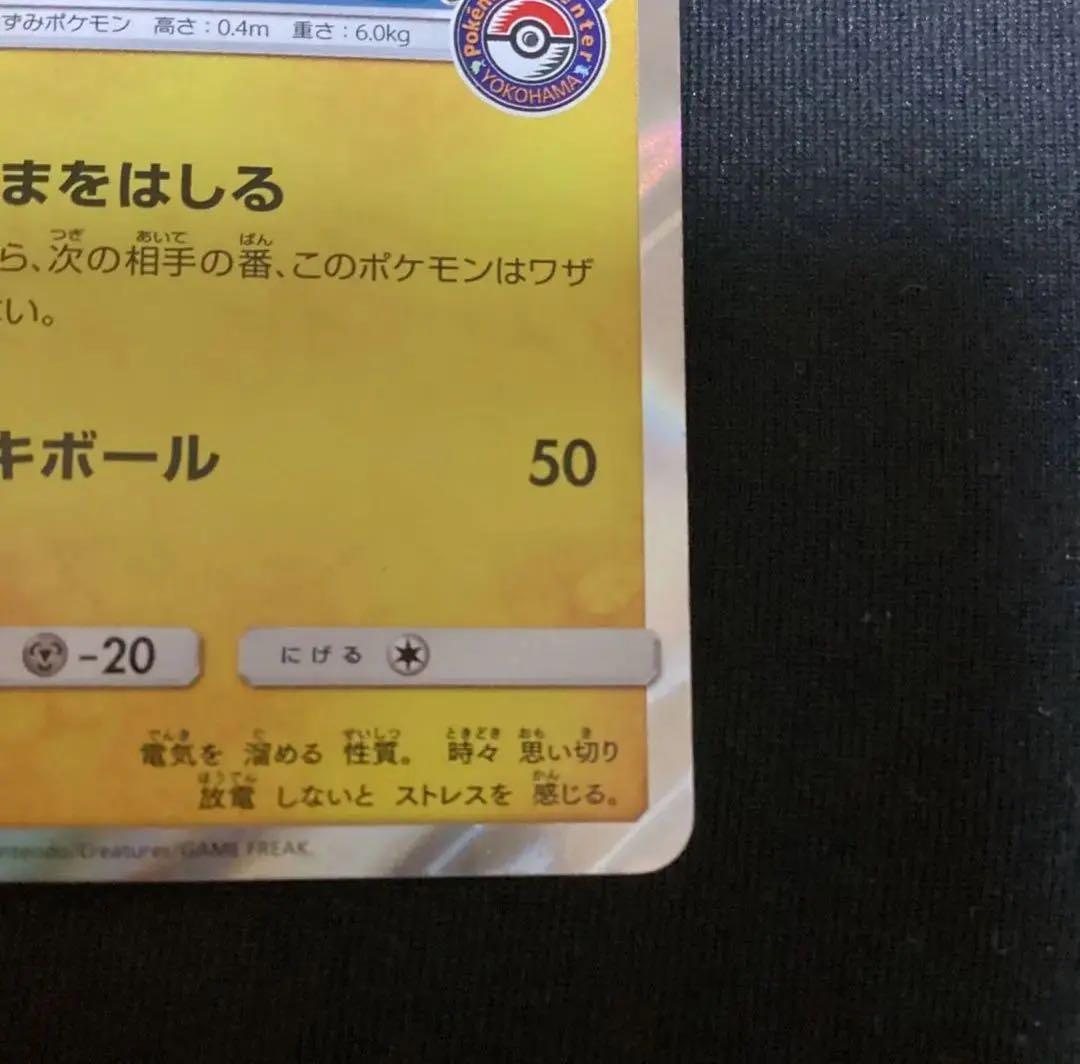 ずみポケモン 高さ：0.4m 重さ：6.0kg
Pokémon Center
YOKOHAMA
まをはしる
ら、次の相手の番、このポケモンはワザ
い。
キボール 50
-20 にげる
電気を 溜める 性質。 時々 思い切り
放電 しないと ストレスを 感じる。
ntendo/Creatures/GAME FREAK.